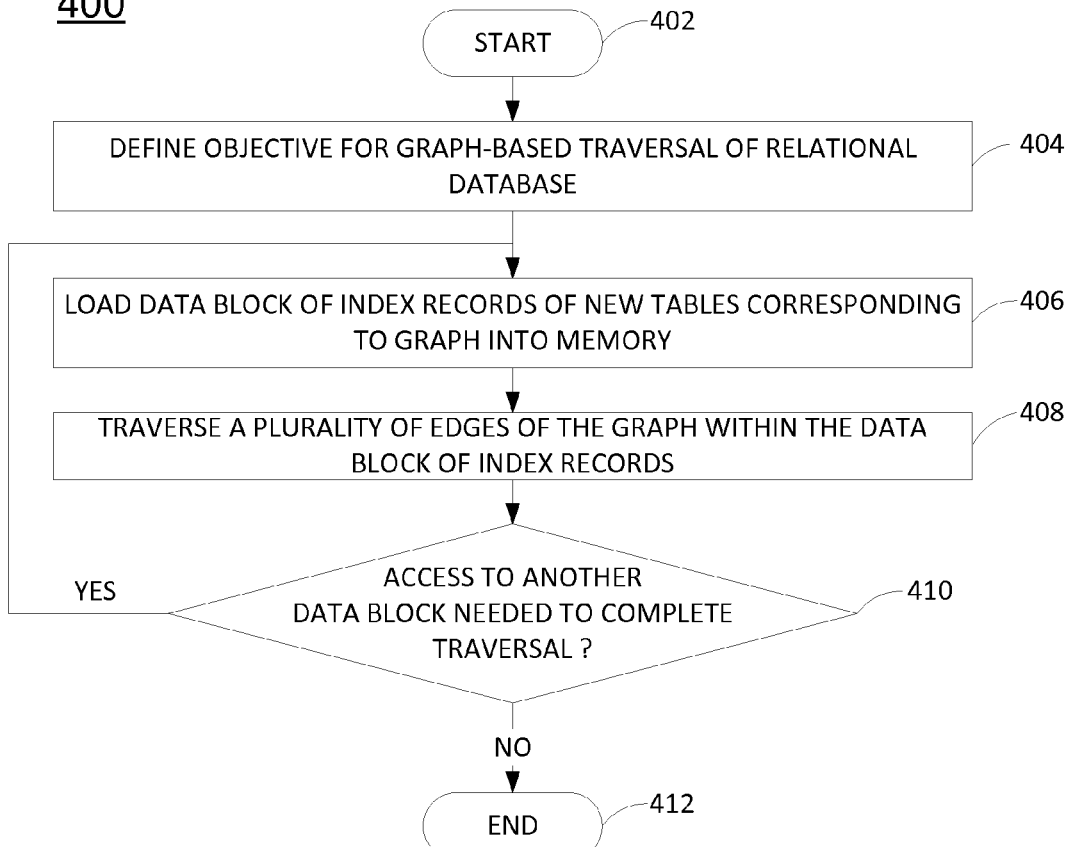 400
START
402
DEFINE OBJECTIVE FOR GRAPH-BASED TRAVERSAL OF RELATIONAL
DATABASE
404
LOAD DATA BLOCK OF INDEX RECORDS OF NEW TABLES CORRESPONDING
TO GRAPH INTO MEMORY
406
TRAVERSE A PLURALITY OF EDGES OF THE GRAPH WITHIN THE DATA
BLOCK OF INDEX RECORDS
408
ACCESS TO ANOTHER
DATA BLOCK NEEDED TO COMPLETE
TRAVERSAL ?
410
YES
NO
END
412